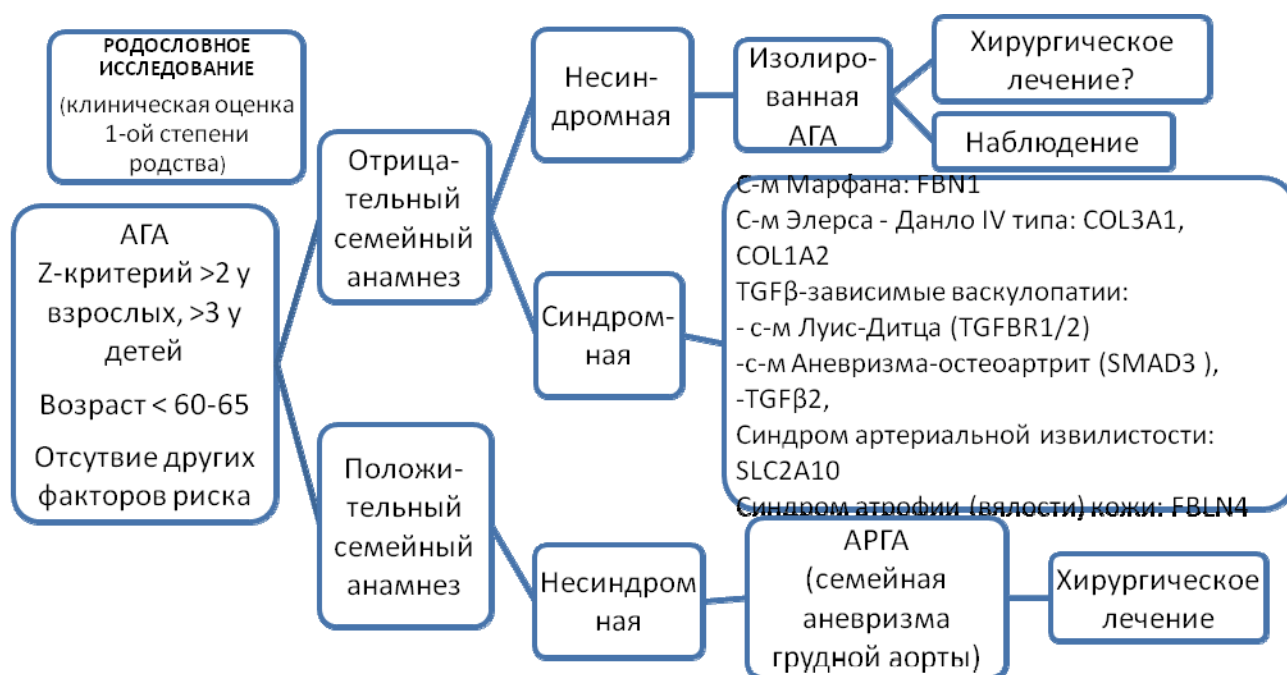 РОДОСЛОВНОЕ
ИССЛЕДОВАНИЕ
(клиническая оценка
1-ой степени
родства)
АГА
Z-критерий >2 у
взрослых, >3 у
детей
Возраст < 60-65
Отсутвие других
факторов риска
Отрица-
тельный
семейный
анамнез
Положи-
тельный
семейный
анамнез
Несин-
дромная
Синдром-
ная
Несиндром
ная
Изолиро-
ванная
АГА
Хирургическое
лечение?
Наблюдение
С-м Марфана: FBN1
С-м Элерса - Данло IV типа: COL3A1,
COL1A2
TGFβ-зависимые васкулопатии:
- с-м Луис-Дитца (TGFBR1/2)
-с-м Аневризма-остеоартрит (SMAD3 ),
-TGFβ2,
Синдром артериальной извилистости:
SLC2A10
Синдром атрофии (вялости) кожи: FBLN4
АРГА
(семейная
аневризма
грудной аорты)
Хирургическое
лечение